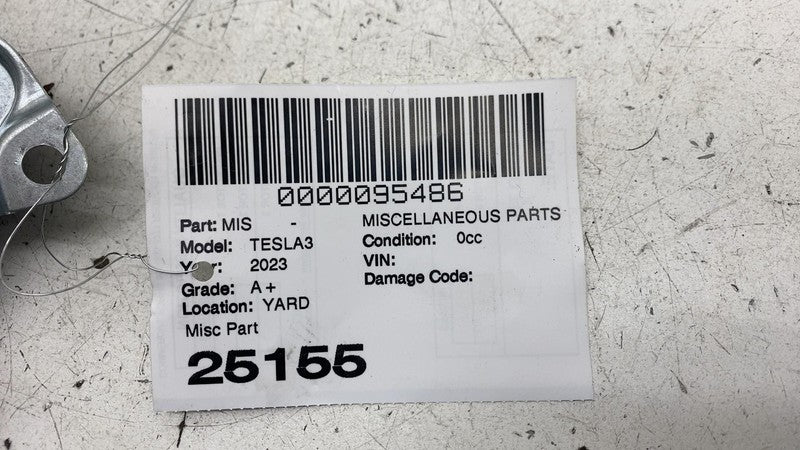 0000095486
Part: MIS - MISCELLANEOUS PARTS
Model: TESLA3 Condition: 0cc
Year: 2023 VIN:
Grade: A+ Damage Code:
Location: YARD
Misc Part
25155